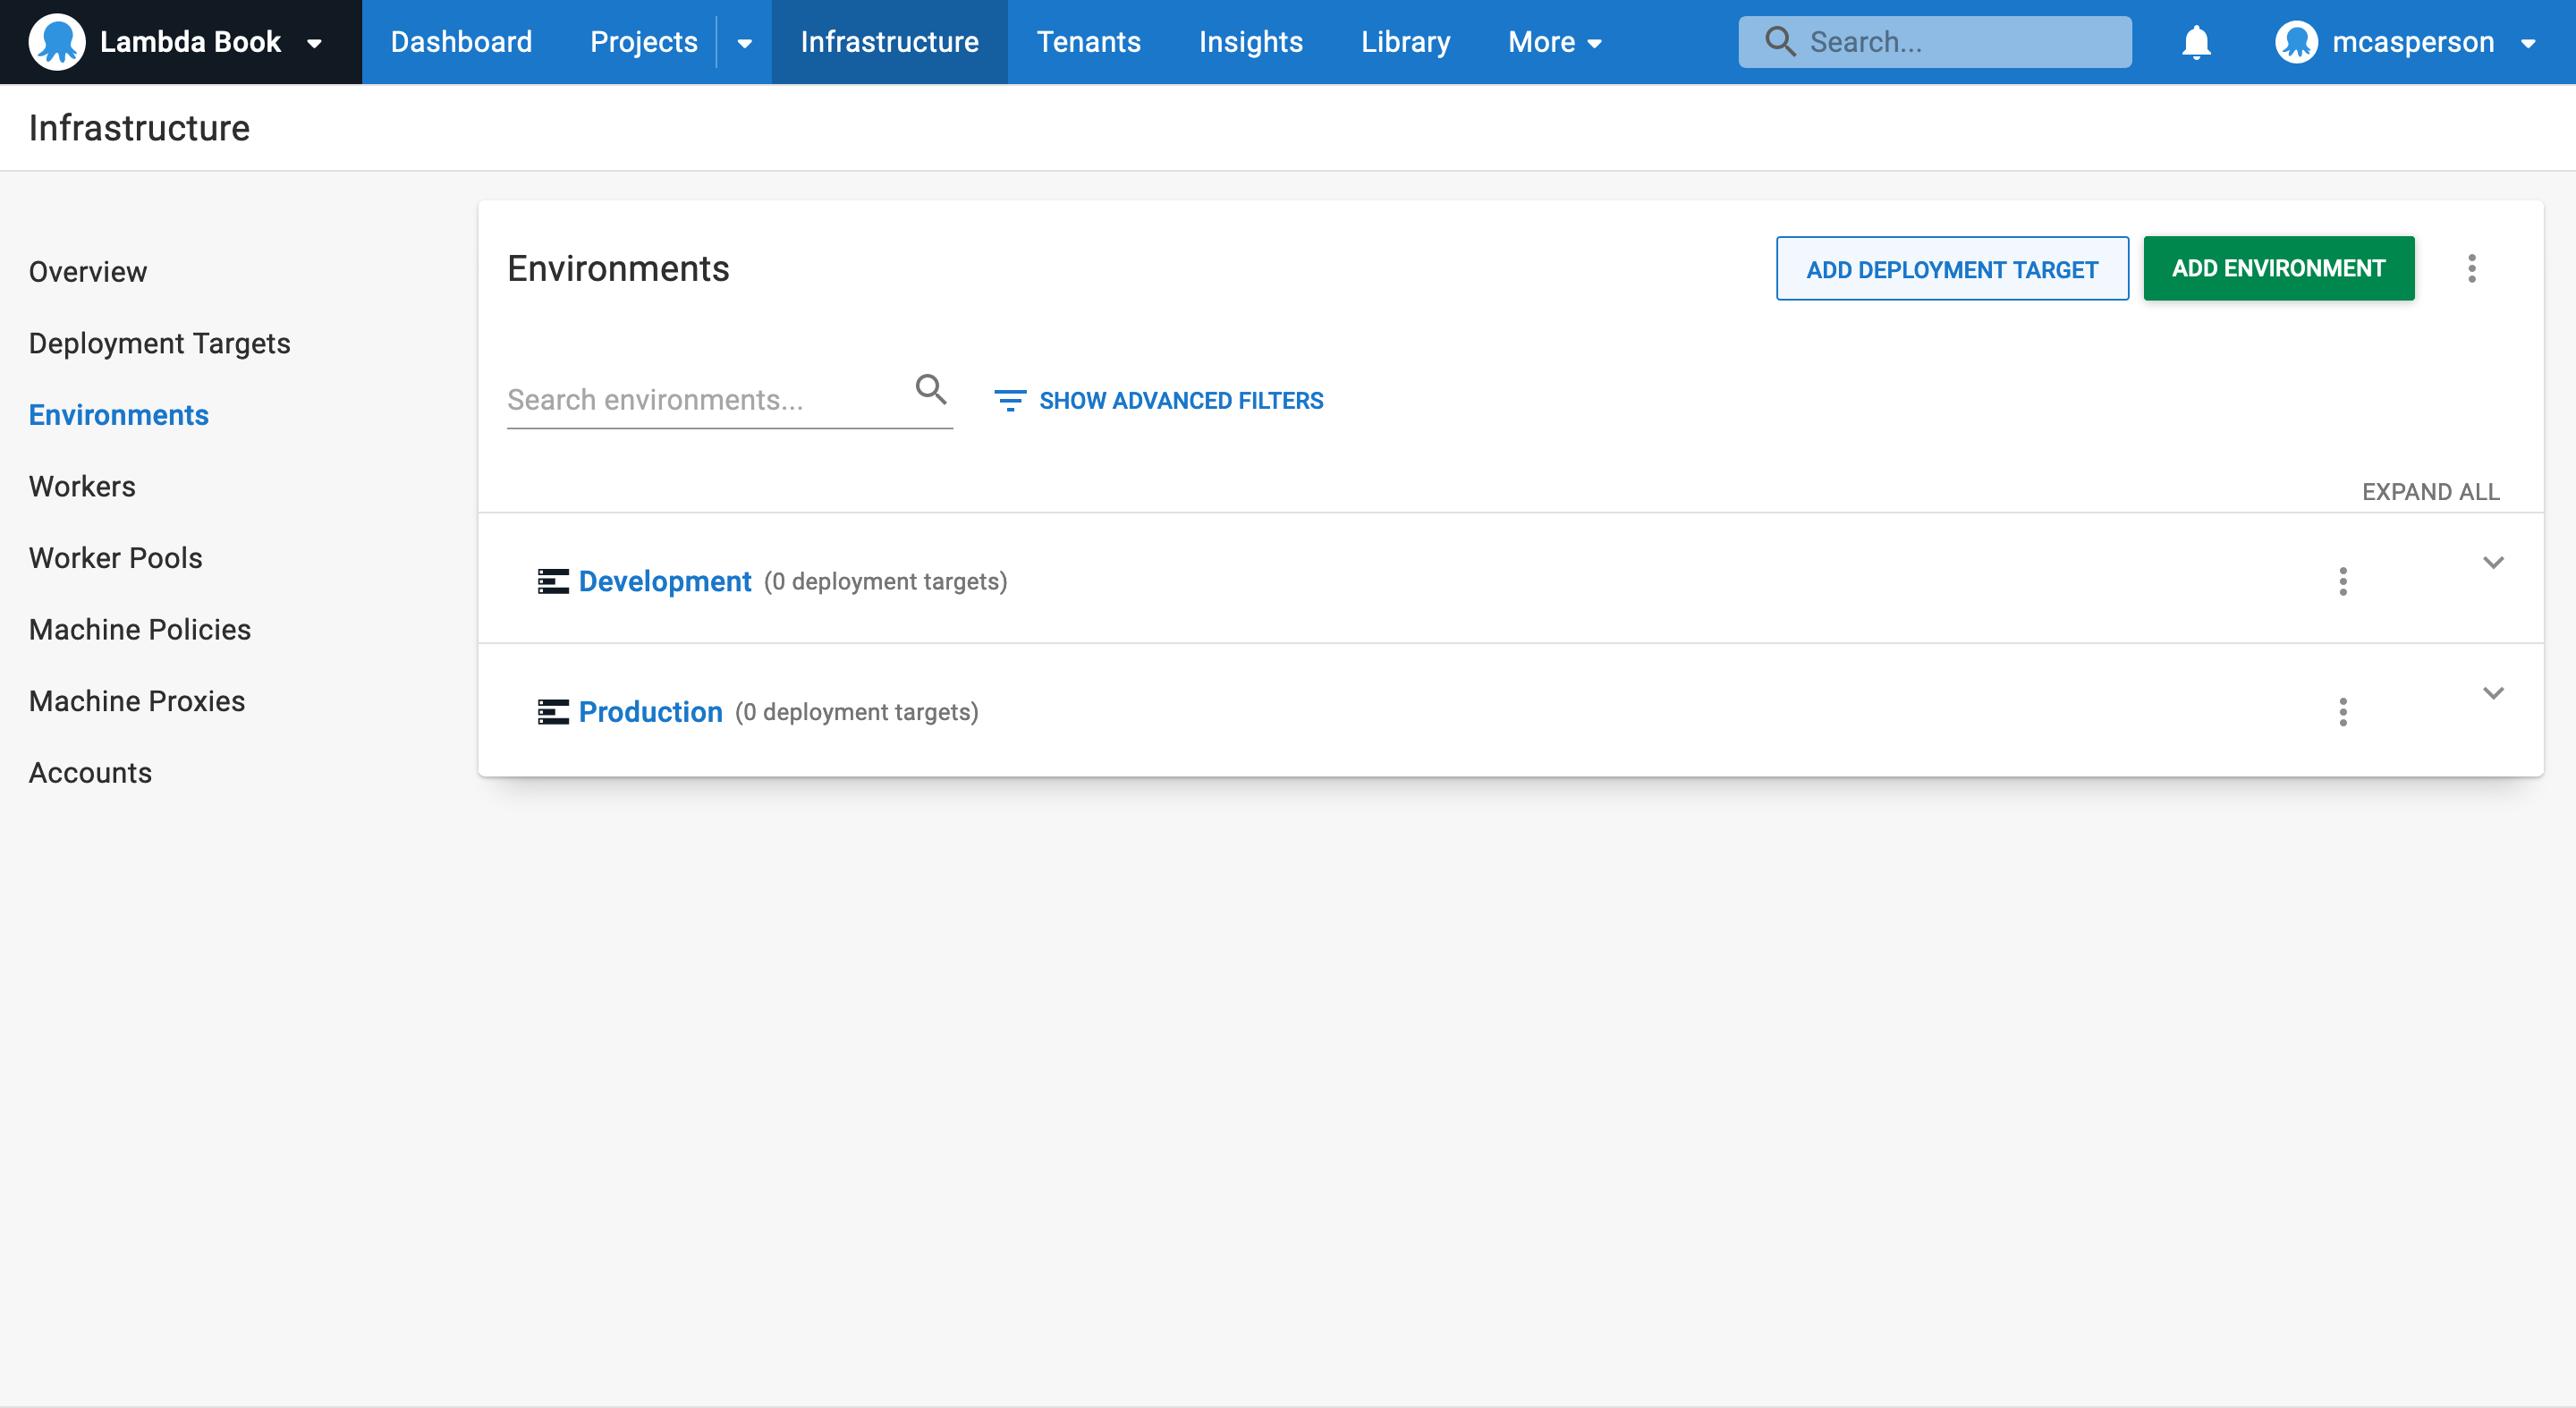 Lambda Book
Dashboard
Projects
Infrastructure
Tenants
Insights
Library
More
Search...
mcasperson
Infrastructure
Overview
Deployment Targets
Environments
Workers
Worker Pools
Machine Policies
Machine Proxies
Accounts
Environments
ADD DEPLOYMENT TARGET
ADD ENVIRONMENT
Search environments...
SHOW ADVANCED FILTERS
EXPAND ALL
Development (0 deployment targets)
Production (0 deployment targets)